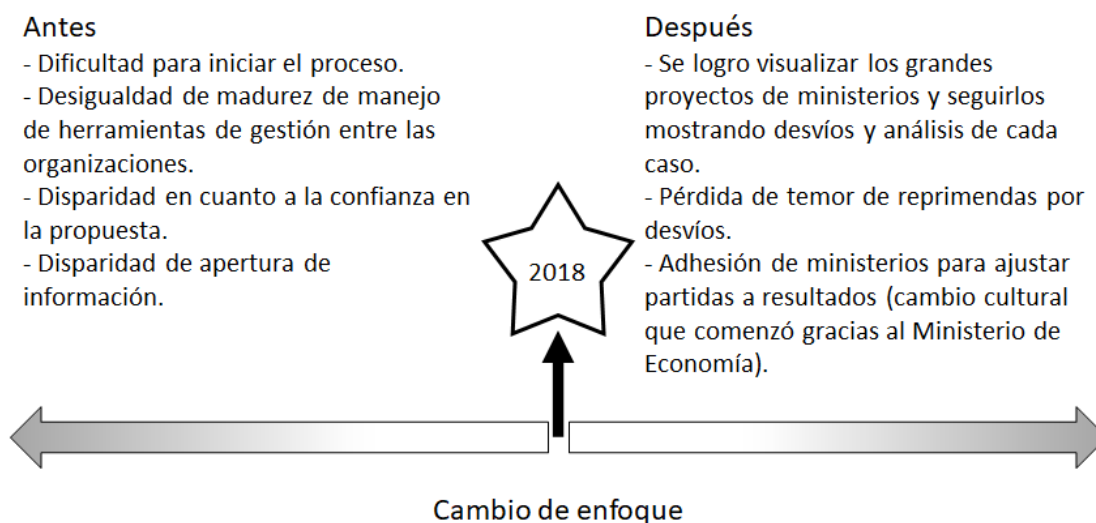 Antes
- Dificultad para iniciar el proceso.
- Desigualdad de madurez de manejo
de herramientas de gestión entre las
organizaciones.
- Disparidad en cuanto a la confianza en
la propuesta.
- Disparidad de apertura de
información.
2018
Después
- Se logro visualizar los grandes
proyectos de ministerios y seguirlos
mostrando desvíos y análisis de cada
caso.
- Pérdida de temor de reprimendas por
desvíos.
- Adhesión de ministerios para ajustar
partidas a resultados (cambio cultural
que comenzó gracias al Ministerio de
Economía).
Cambio de enfoque